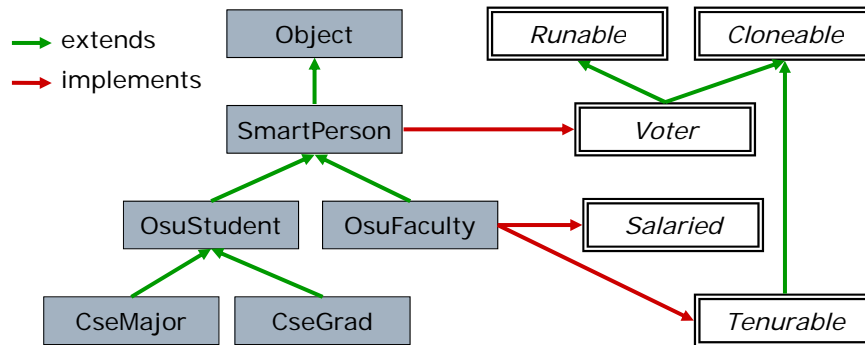 extends
implements
Object
Runable
Cloneable
SmartPerson
Voter
OsuStudent
OsuFaculty
Salaried
CseMajor
CseGrad
Tenurable